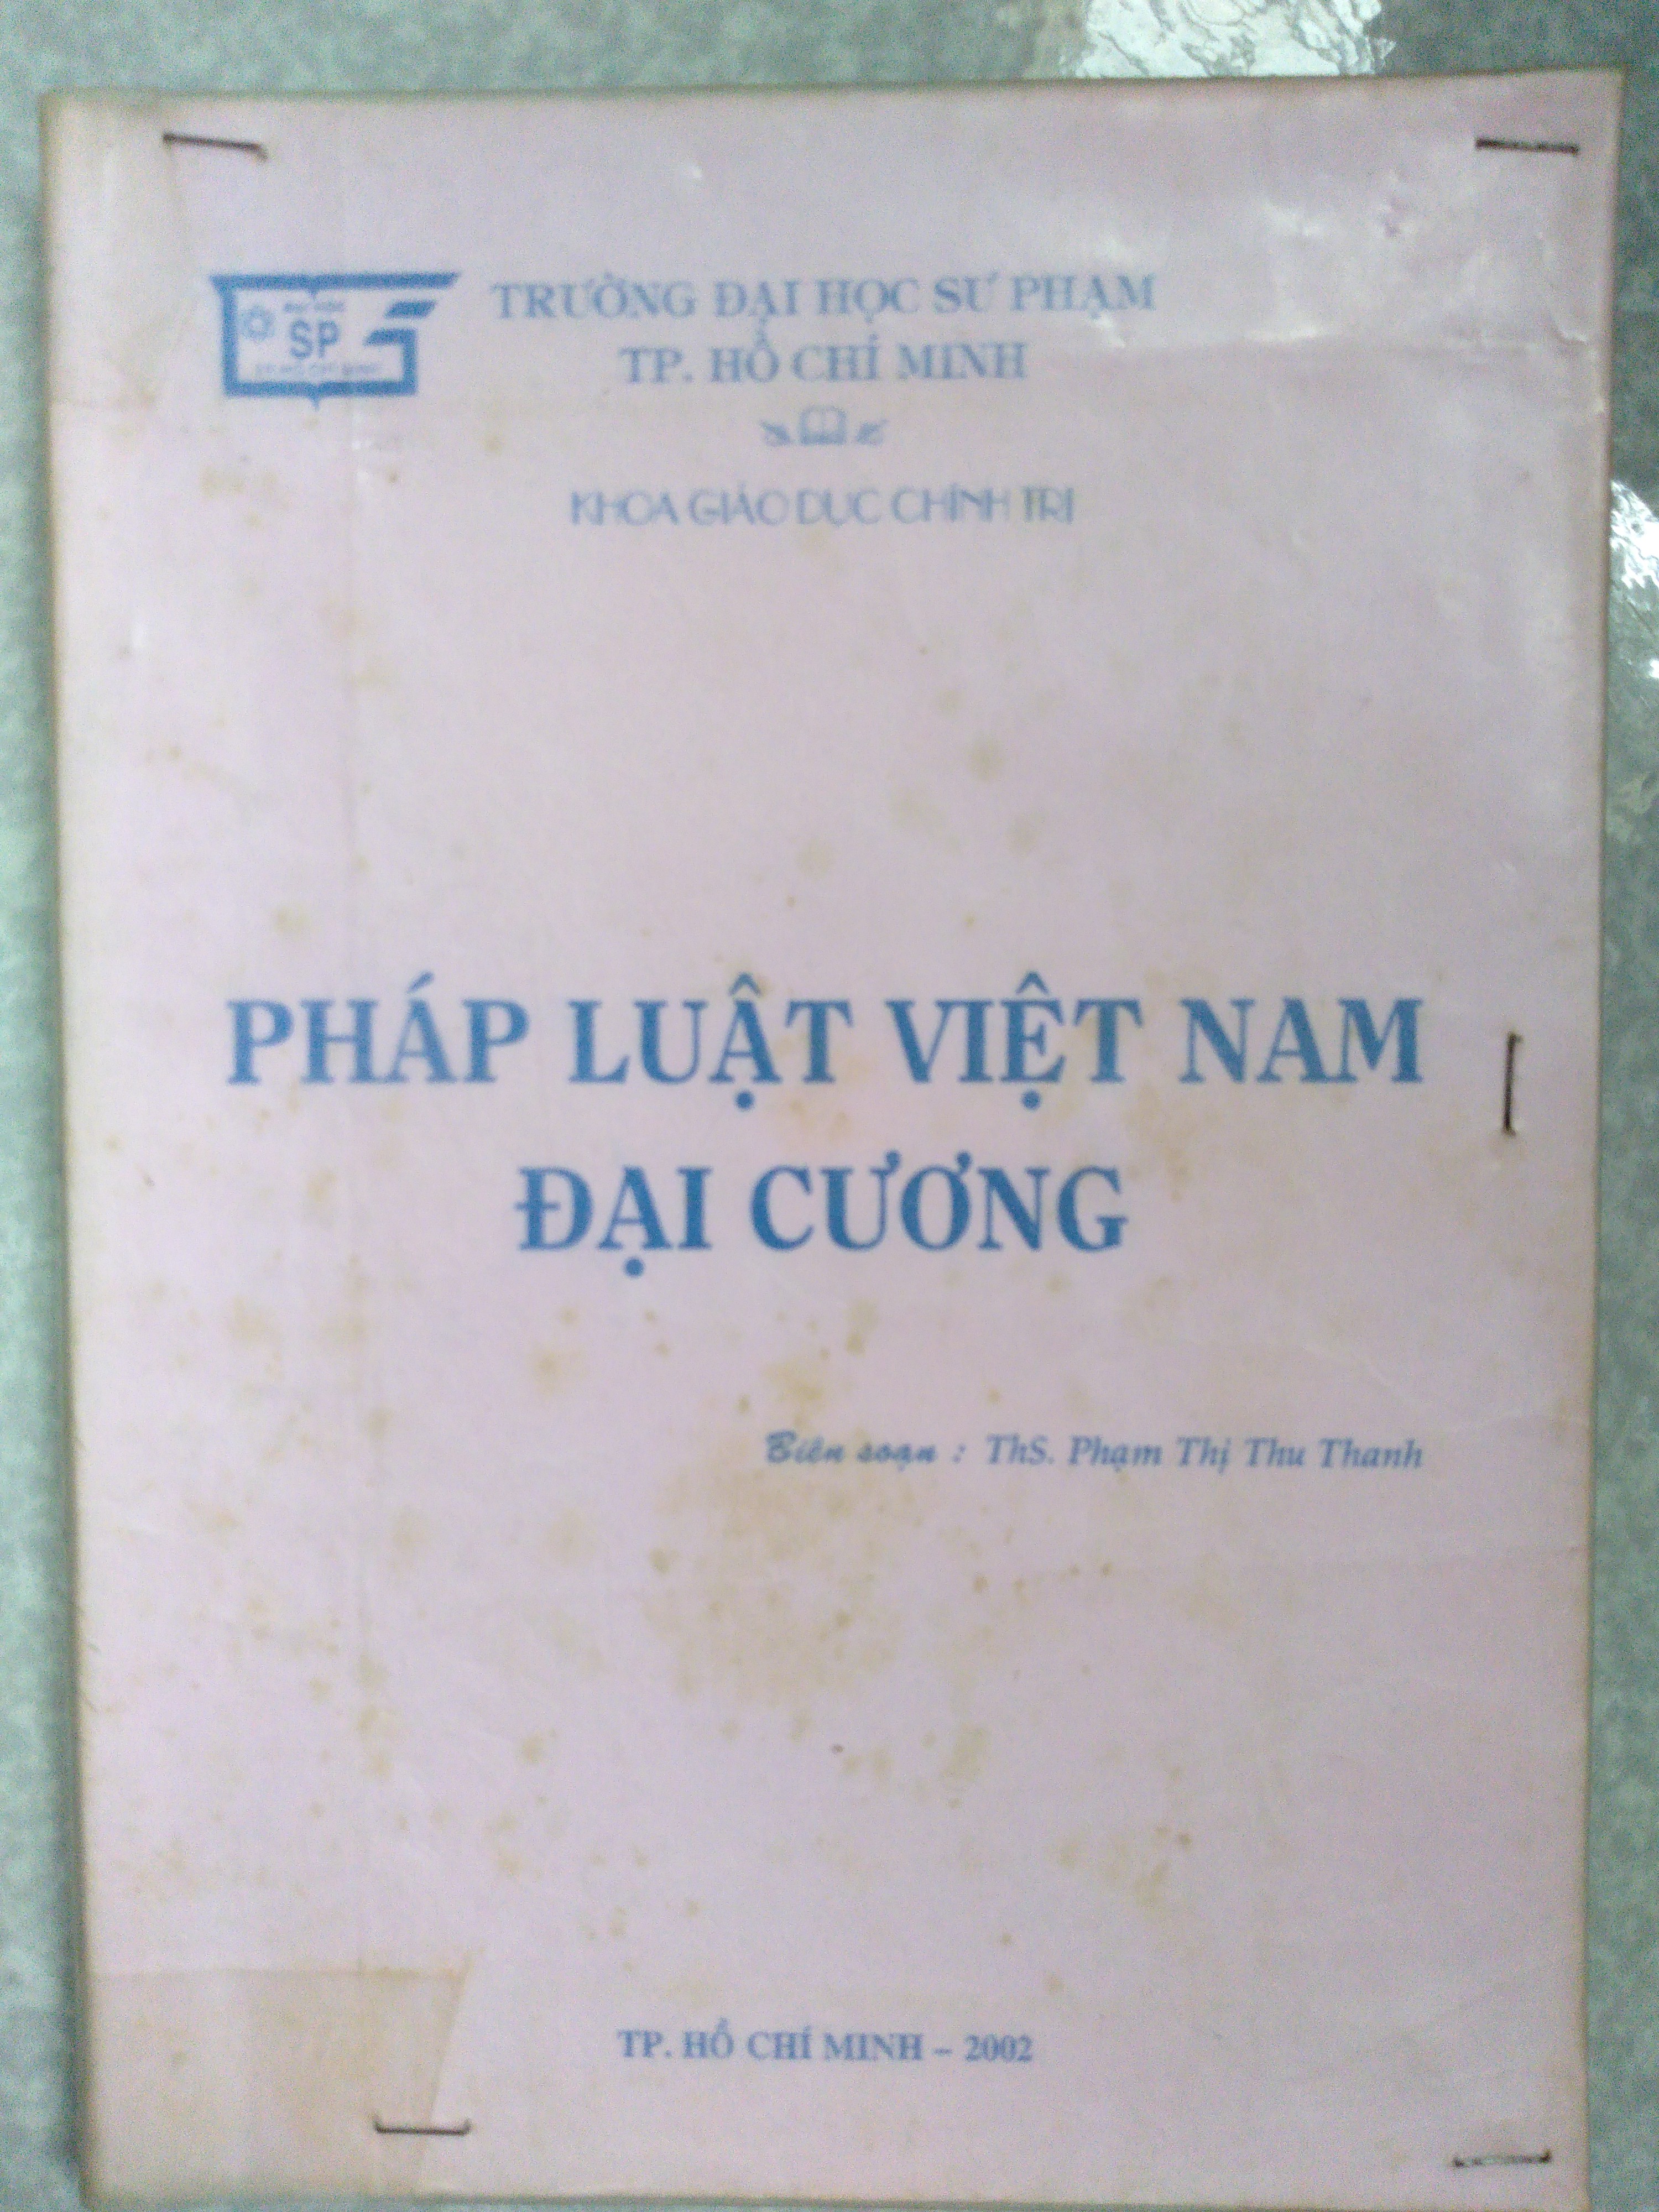 SP
TRƯỜNG ĐẠI HỌC SƯ PHẠM
TP. HỒ CHÍ MINH
KHOA GIÁO DỤC CHÍNH TRỊ
PHÁP LUẬT VIỆT NAM
ĐẠI CƯƠNG
Biên soạn : ThS. Phạm Thị Thu Thanh
TP. HỒ CHÍ MINH – 2002